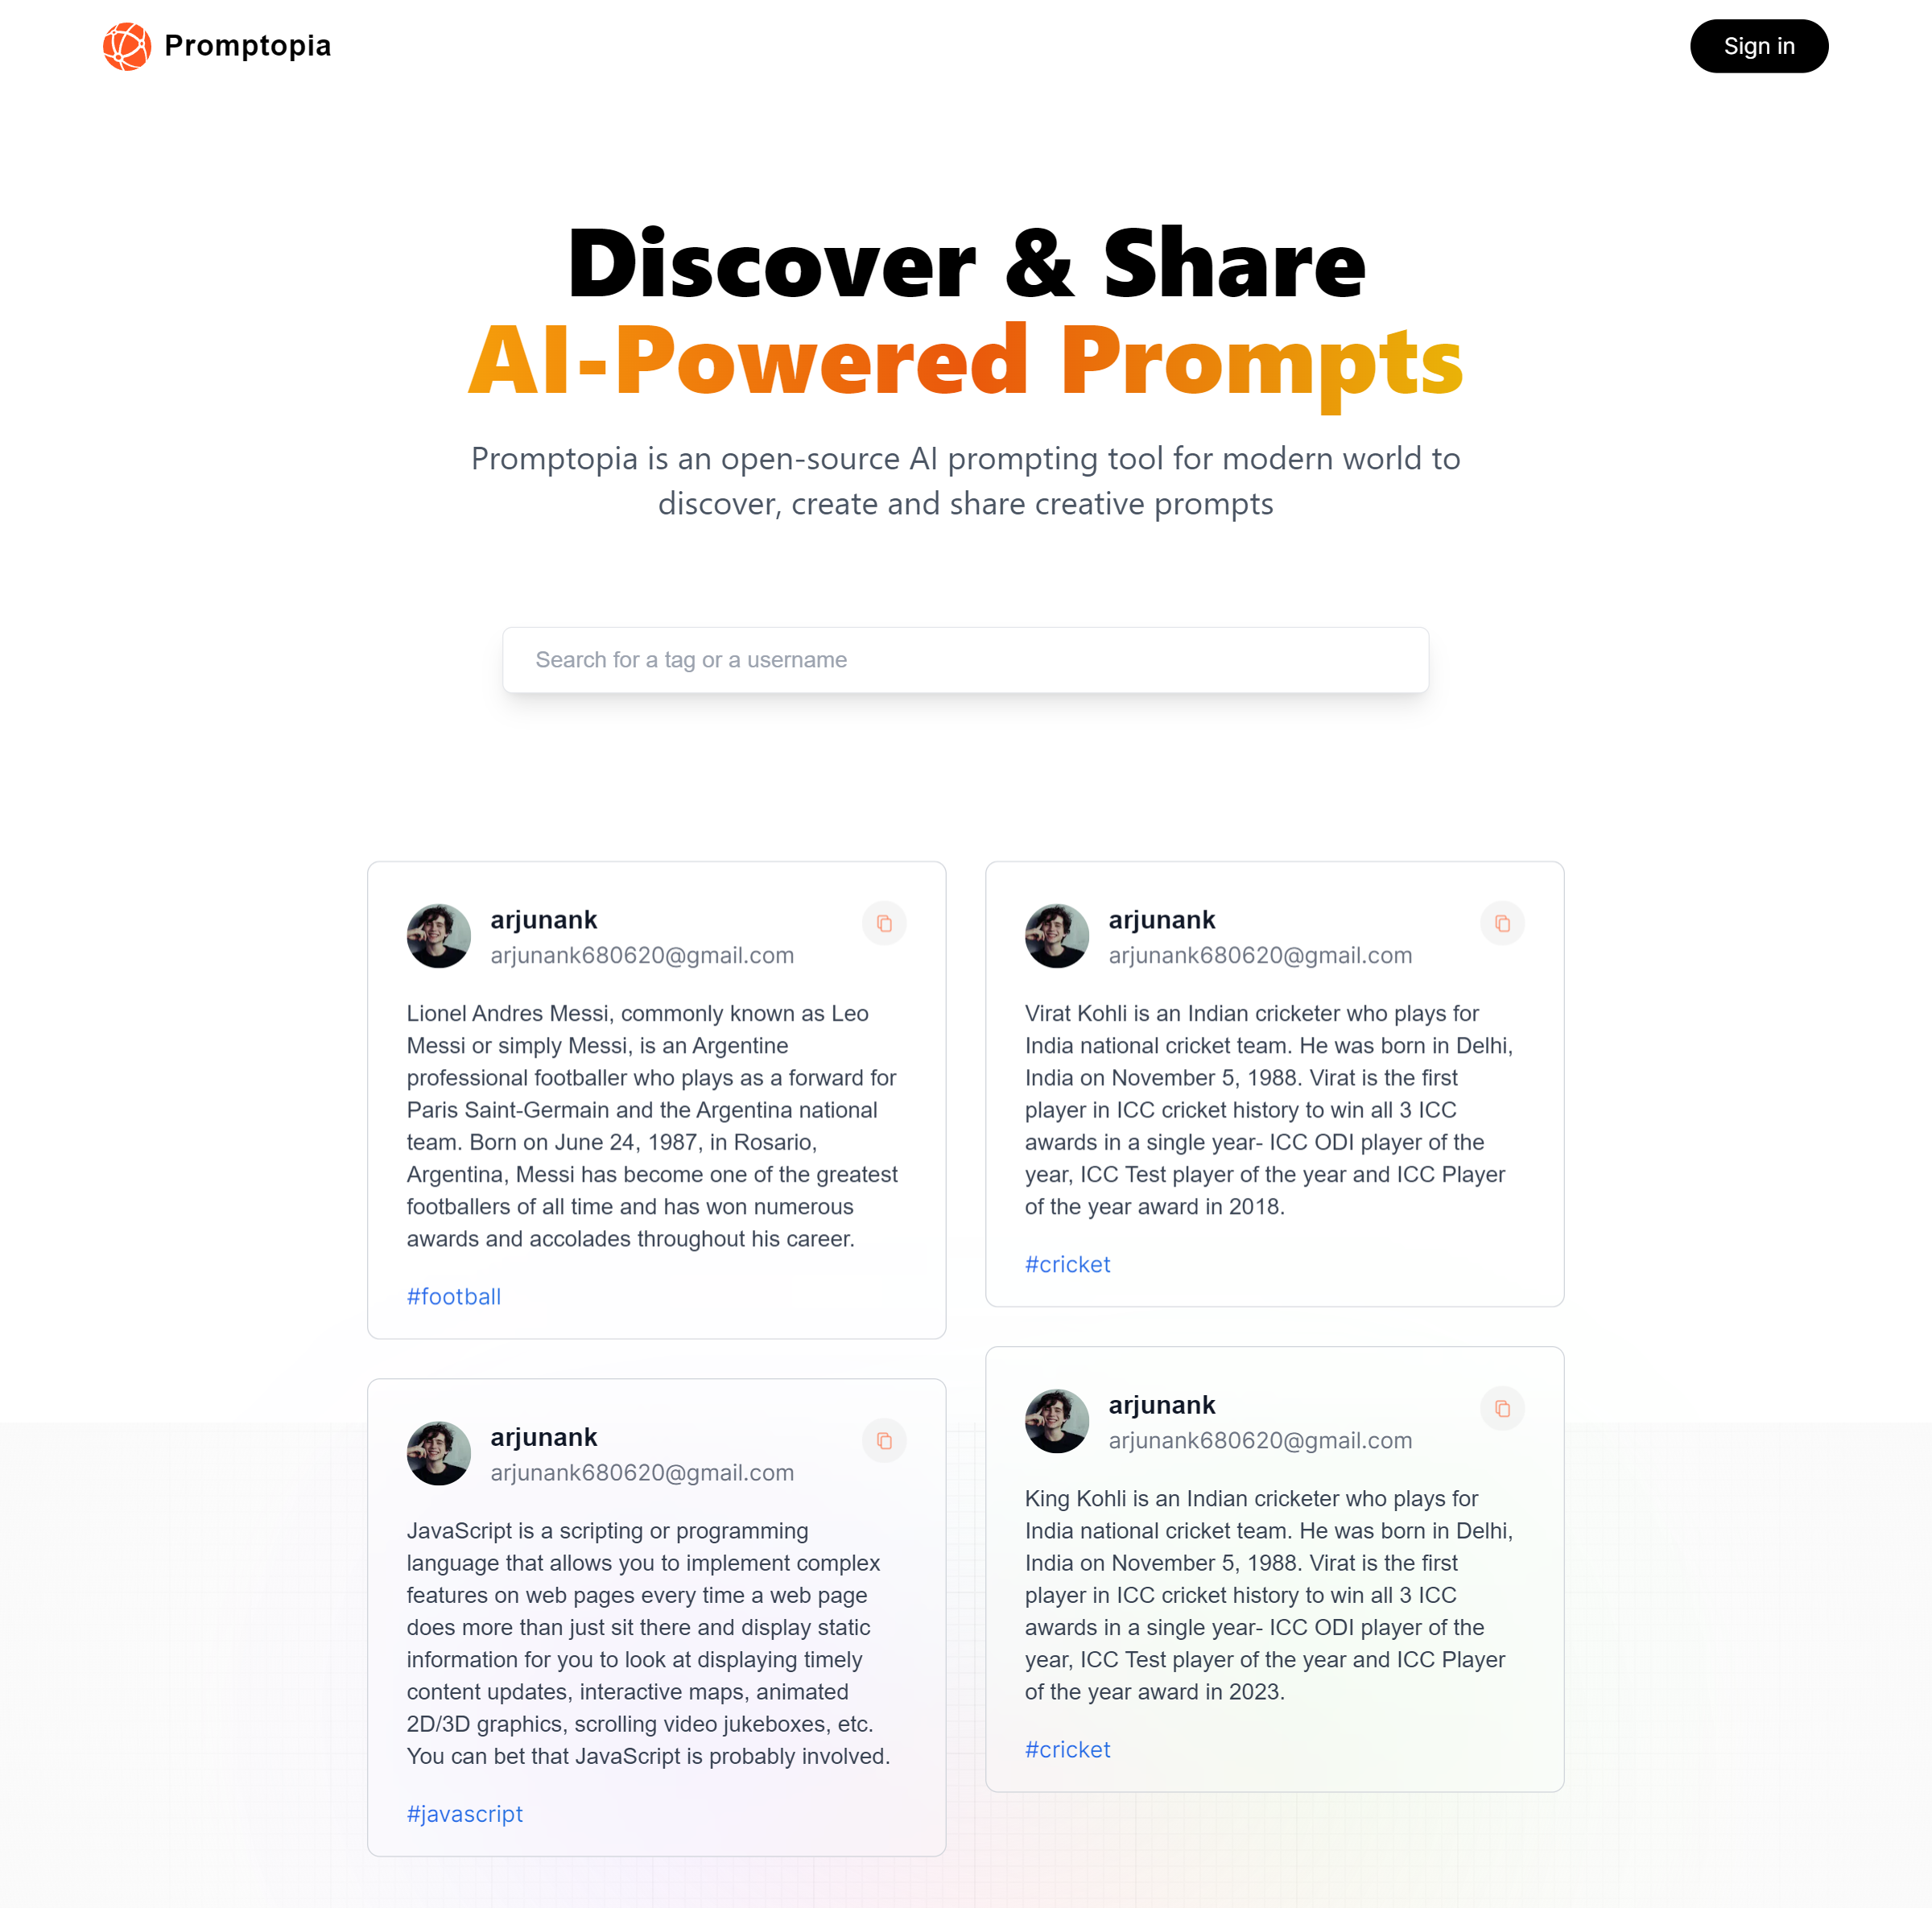 Promptopia
Sign in
Discover & Share
AI-Powered Prompts
Promptopia is an open-source AI prompting tool for modern world to
discover, create and share creative prompts
Search for a tag or a username
arjunank
arjunank680620@gmail.com
Lionel Andres Messi, commonly known as Leo
Messi or simply Messi, is an Argentine
professional footballer who plays as a forward for
Paris Saint-Germain and the Argentina national
team. Born on June 24, 1987, in Rosario,
Argentina, Messi has become one of the greatest
footballers of all time and has won numerous
awards and accolades throughout his career.
#football
arjunank
arjunank680620@gmail.com
JavaScript is a scripting or programming
language that allows you to implement complex
features on web pages every time a web page
does more than just sit there and display static
information for you to look at displaying timely
content updates, interactive maps, animated
2D/3D graphics, scrolling video jukeboxes, etc.
You can bet that JavaScript is probably involved.
#javascript
arjunank
arjunank680620@gmail.com
Virat Kohli is an Indian cricketer who plays for
India national cricket team. He was born in Delhi,
India on November 5, 1988. Virat is the first
player in ICC cricket history to win all 3 ICC
awards in a single year- ICC ODI player of the
year, ICC Test player of the year and ICC Player
of the year award in 2018.
#cricket
arjunank
arjunank680620@gmail.com
King Kohli is an Indian cricketer who plays for
India national cricket team. He was born in Delhi,
India on November 5, 1988. Virat is the first
player in ICC cricket history to win all 3 ICC
awards in a single year- ICC ODI player of the
year, ICC Test player of the year and ICC Player
of the year award in 2023.
#cricket